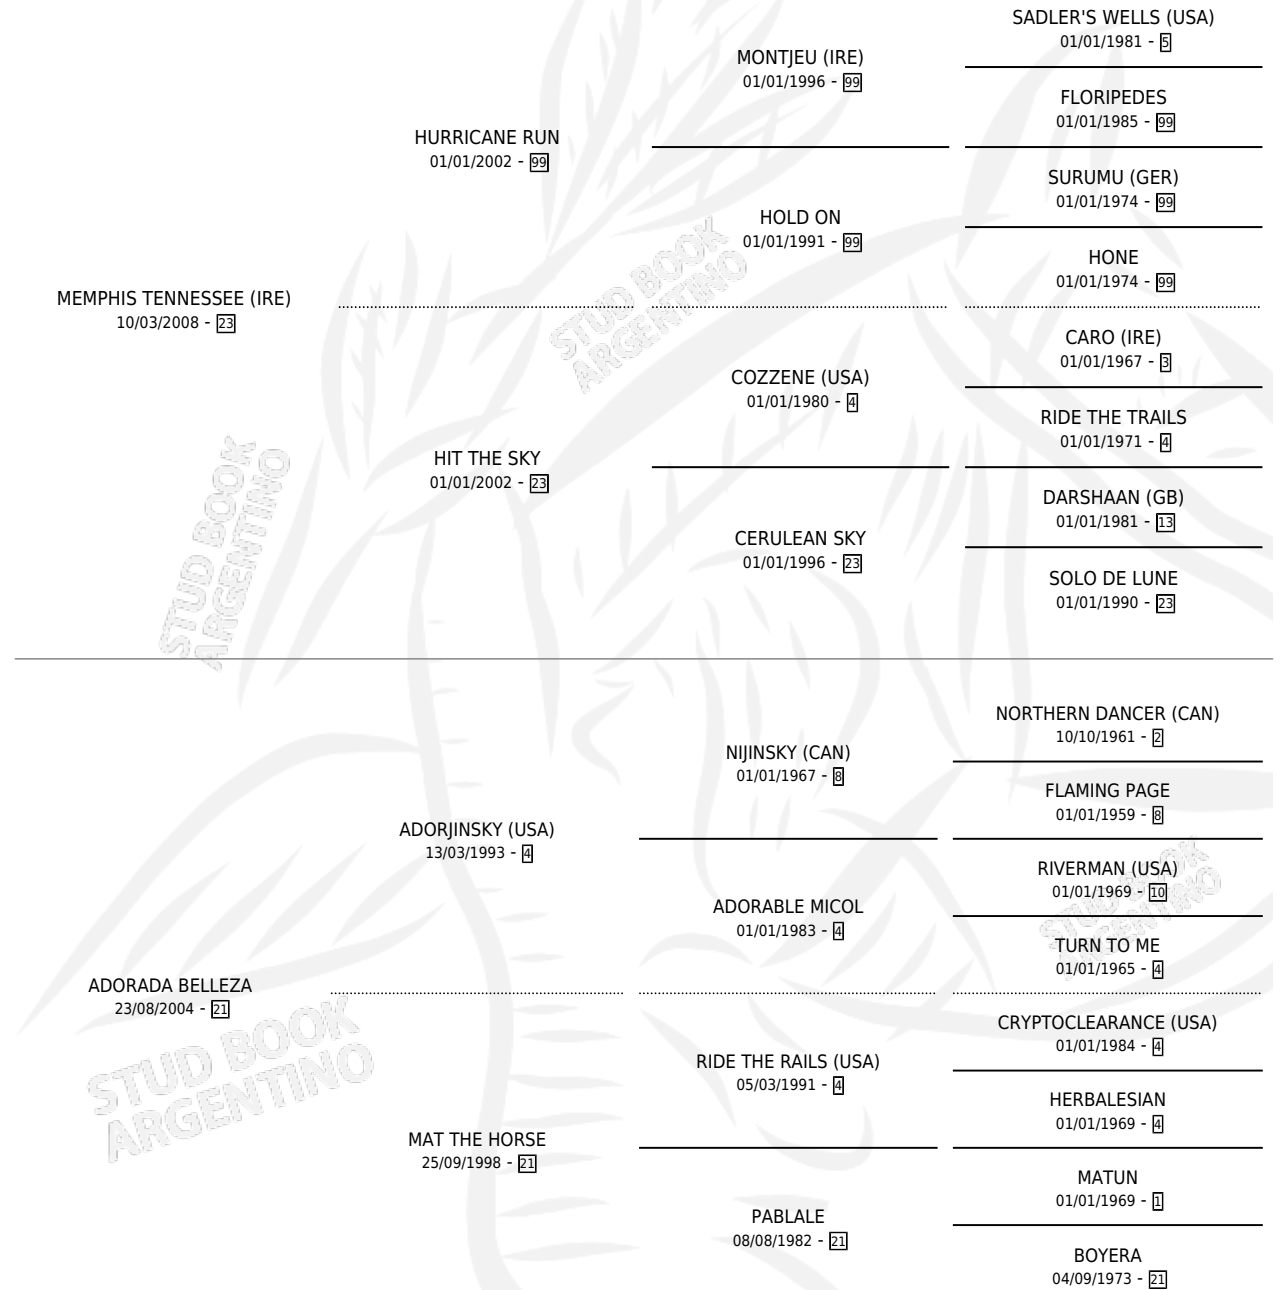 SADLER'S WELLS (USA)
01/01/1981 - 5
MONTJEU (IRE)
01/01/1996 - 99
FLORIPEDES
01/01/1985 - 99
HURRICANE RUN
01/01/2002 - 99
SURUMU (GER)
01/01/1974 - 99
HOLD ON
01/01/1991 - 99
HONE
01/01/1974 - 99
MEMPHIS TENNESSEE (IRE)
10/03/2008 - 23
CARO (IRE)
01/01/1967 - 3
COZZENE (USA)
01/01/1980 - 4
RIDE THE TRAILS
01/01/1971 - 4
HIT THE SKY
01/01/2002 - 23
DARSHAAN (GB)
01/01/1981 - 13
CERULEAN SKY
01/01/1996 - 23
SOLO DE LUNE
01/01/1990 - 23
STUD BOOK
ARGENTINO
STUD BOOK
ARGENTINO
NORTHERN DANCER (CAN)
10/10/1961 - 2
NIJINSKY (CAN)
01/01/1967 - 8
FLAMING PAGE
01/01/1959 - 8
ADORJINSKY (USA)
13/03/1993 - 4
RIVERMAN (USA)
01/01/1969 - 10
ADORABLE MICOL
01/01/1983 - 4
TURN TO ME
01/01/1965 - 4
STUD BOOK
ARGENTINO
ADORADA BELLEZA
23/08/2004 - 21
STUD BOOK
ARGENTINO
CRYPTOCLEARANCE (USA)
01/01/1984 - 4
RIDE THE RAILS (USA)
05/03/1991 - 4
HERBALESIAN
01/01/1969 - 4
MAT THE HORSE
25/09/1998 - 21
MATUN
01/01/1969 - 1
PABLALE
08/08/1982 - 21
BOYERA
04/09/1973 - 21